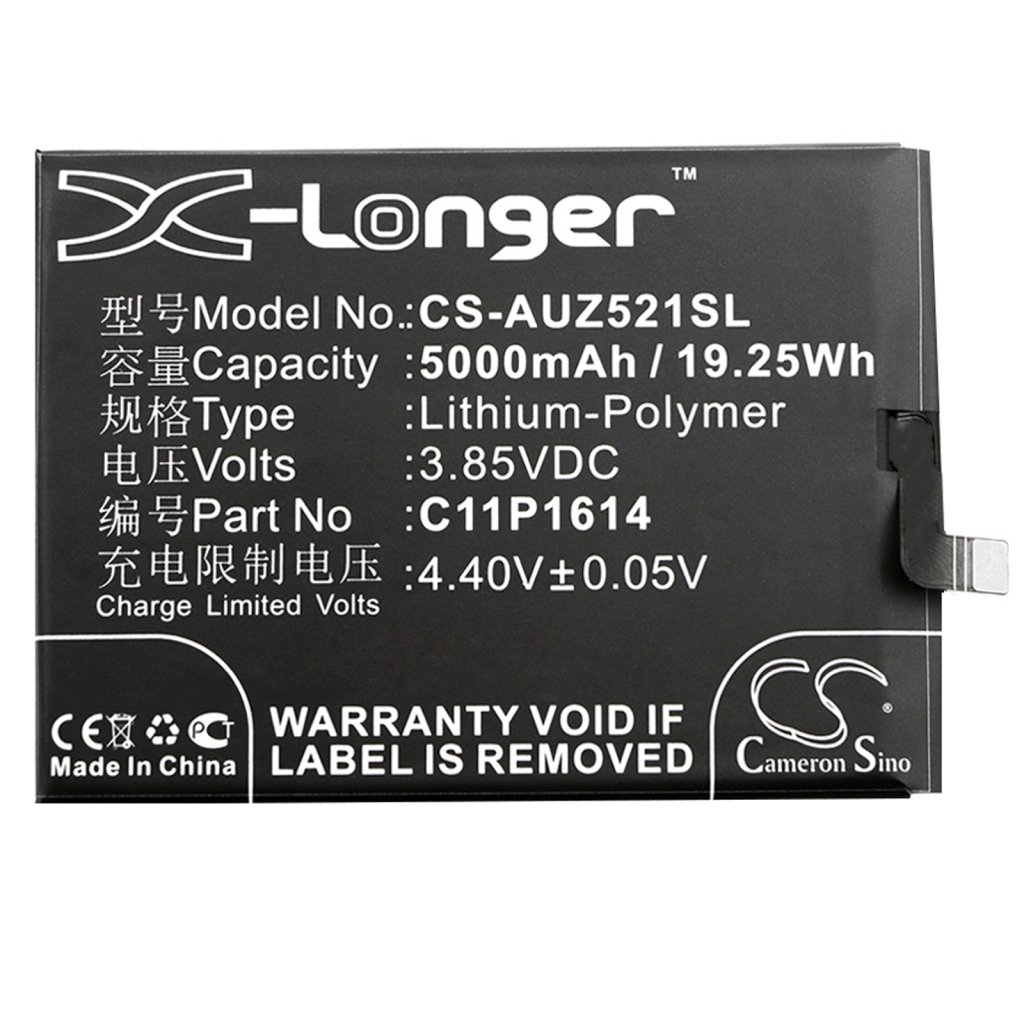 X-Longer™
型号Model No.:CS-AUZ521SL
容量Capacity :5000mAh / 19.25Wh
规格Type :Lithium-Polymer
电压Volts :3.85VDC
编号Part No :C11P1614
充电限制电压 :4.40V±0.05V
Charge Limited Volts
CE PCT
Made In China
WARRANTY VOID IF
LABEL IS REMOVED
CS®
Cameron Sino